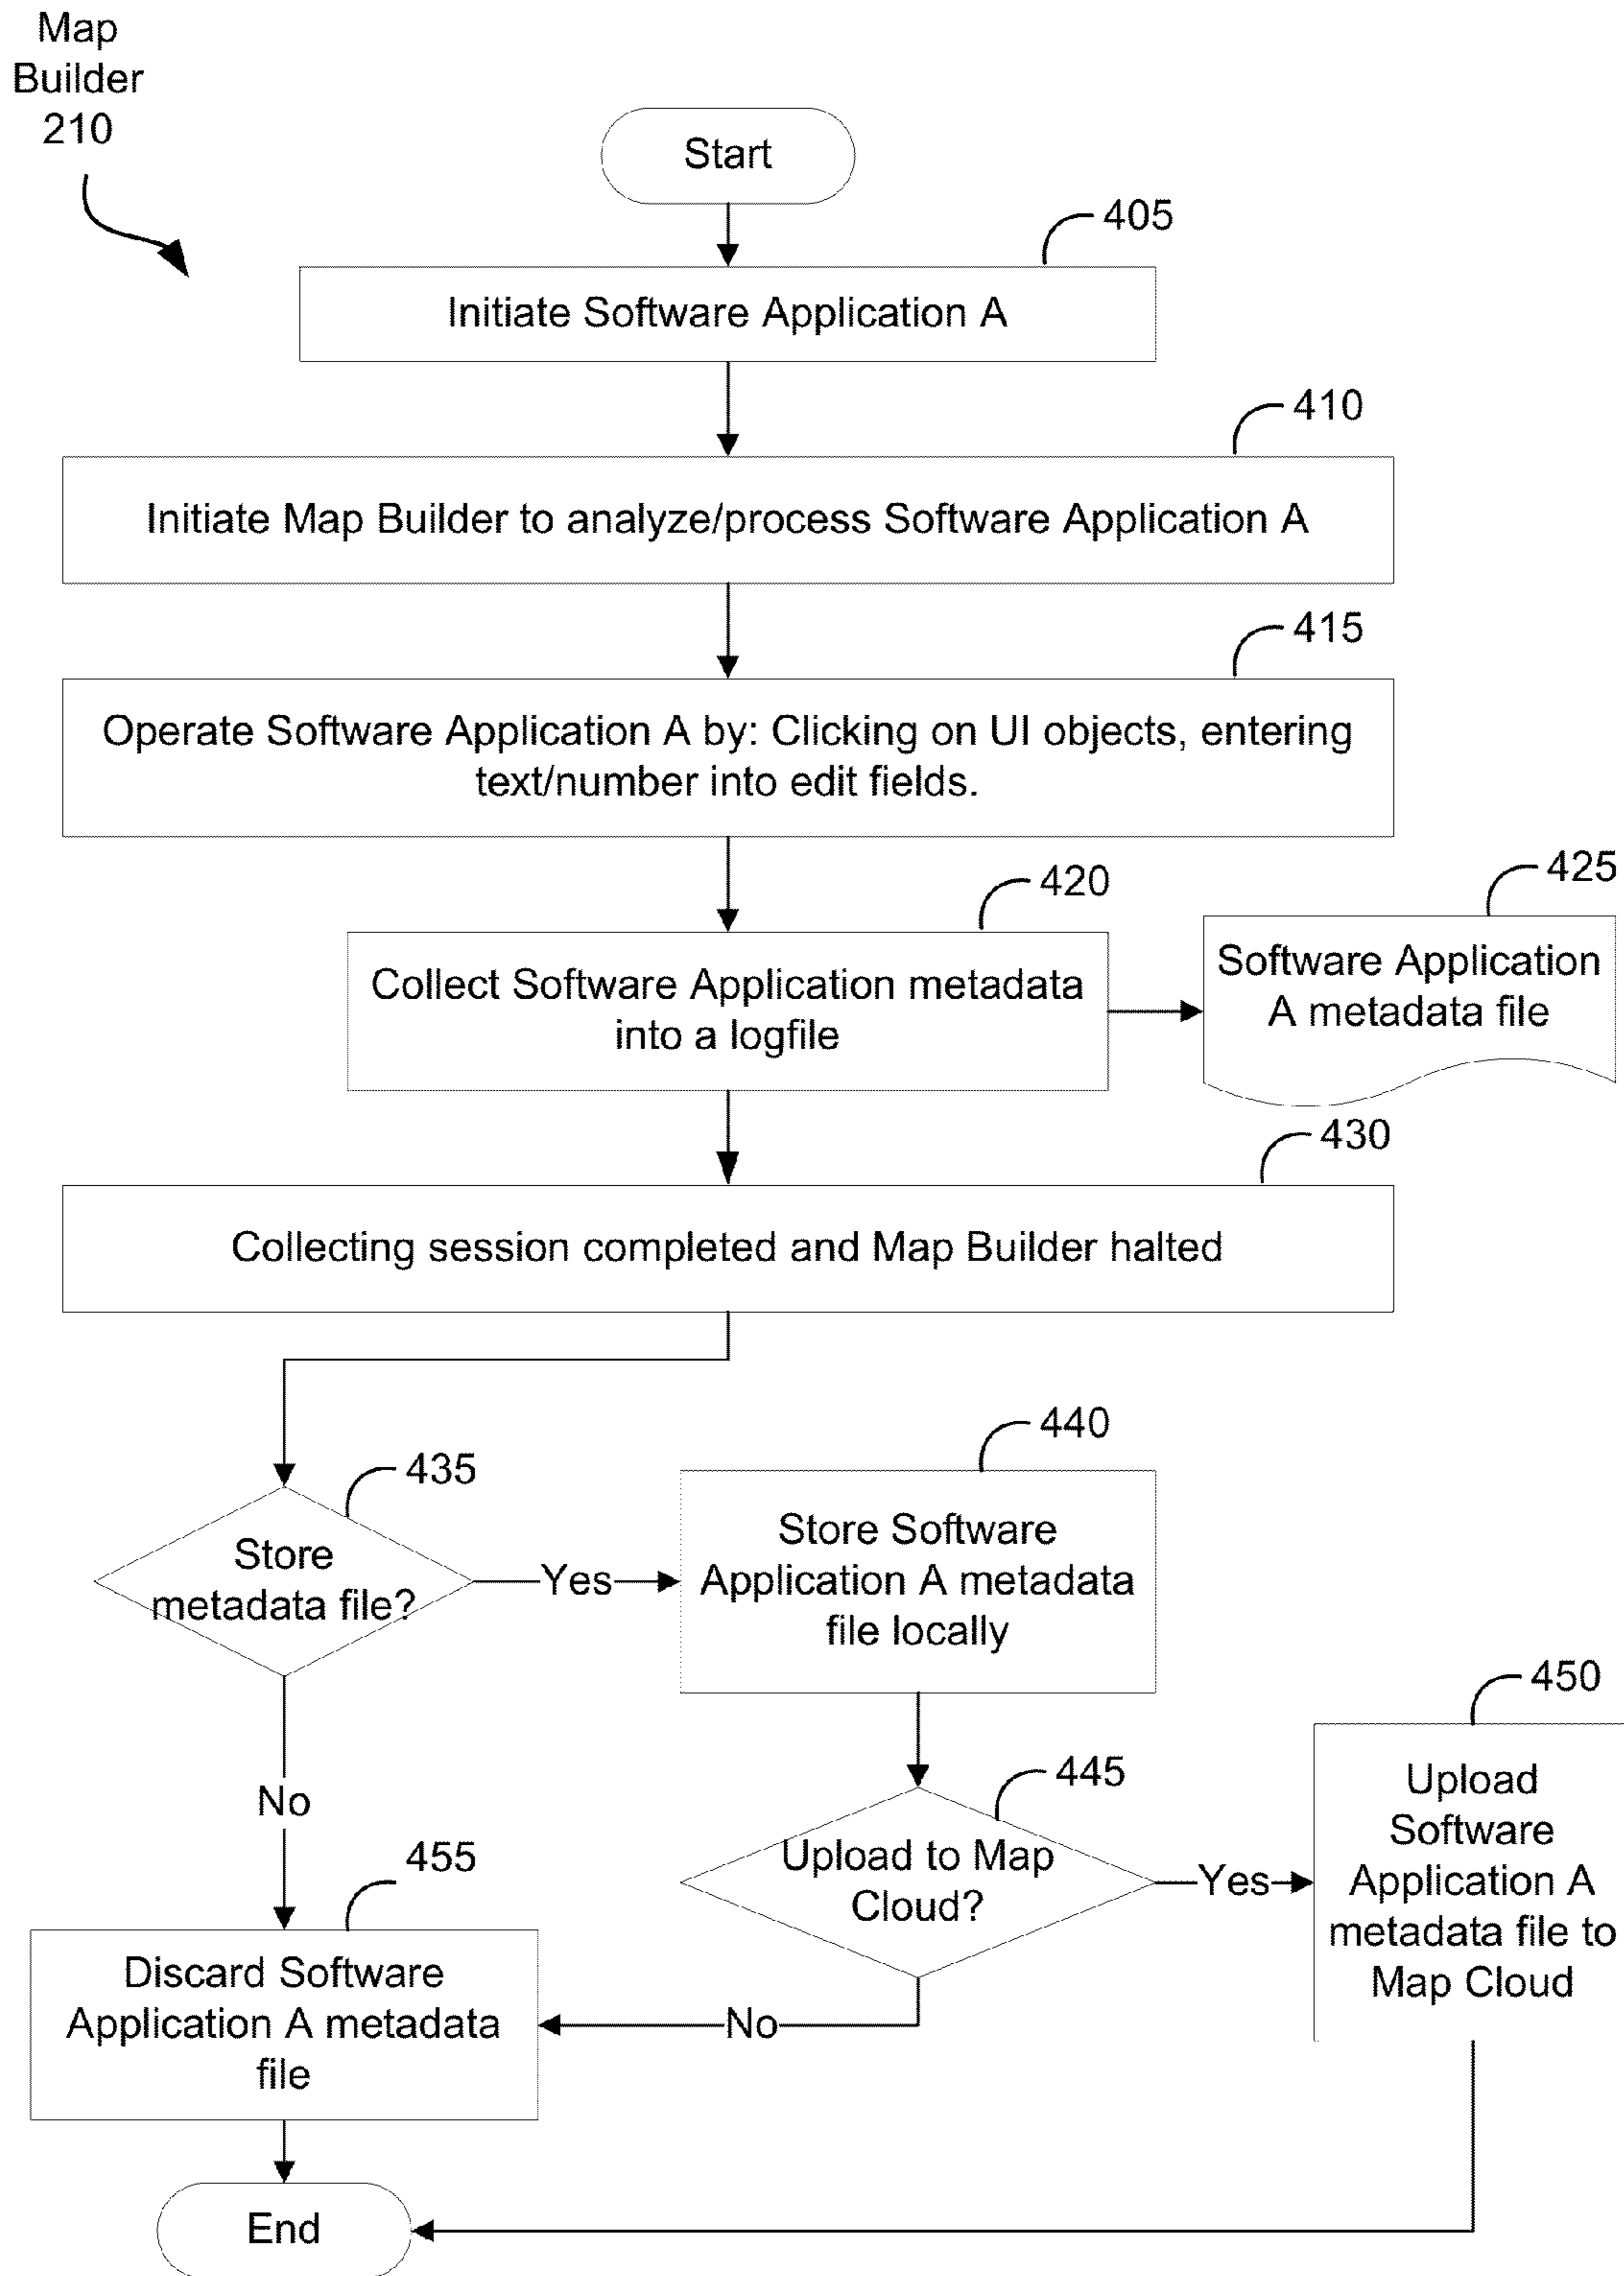 Map
Builder
210
Start
405
Initiate Software Application A
410
Initiate Map Builder to analyze/process Software Application A
415
Operate Software Application A by: Clicking on UI objects, entering
text/number into edit fields.
420
Collect Software Application metadata
into a logfile
425
Software Application
A metadata file
430
Collecting session completed and Map Builder halted
435
Store
metadata file?
Yes
440
Store Software
Application A metadata
file locally
No
445
Upload to Map
Cloud?
Yes
450
Upload
Software
Application A
metadata file to
Map Cloud
455
Discard Software
Application A metadata
file
No
End